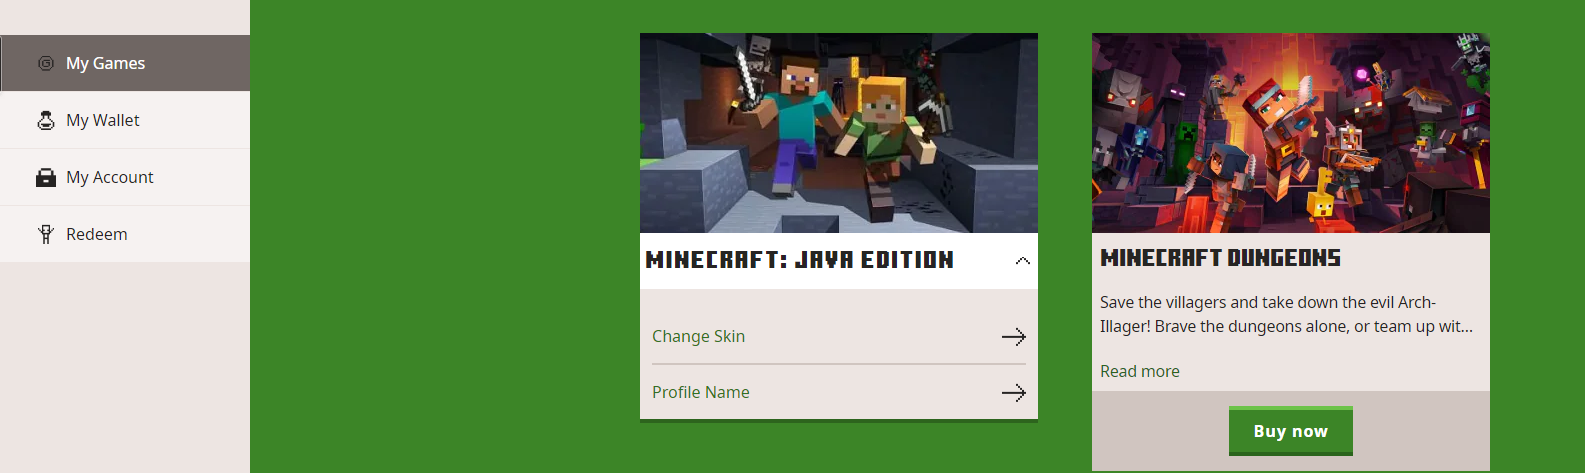 My Games
My Wallet
My Account
Redeem
MINECRAFT: JAVA EDITION
Change Skin
Profile Name
MINECRAFT DUNGEONS
Save the villagers and take down the evil Arch-
Illager! Brave the dungeons alone, or team up wit...
Read more
Buy now